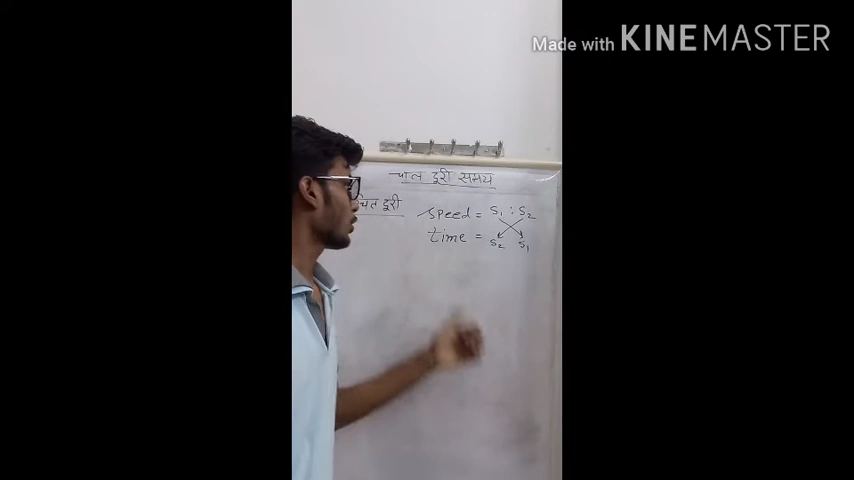 Made with KINEMASTER
चाल दूरी समय
दूरी
speed = S₁ : S₂
time = S₂ S₁